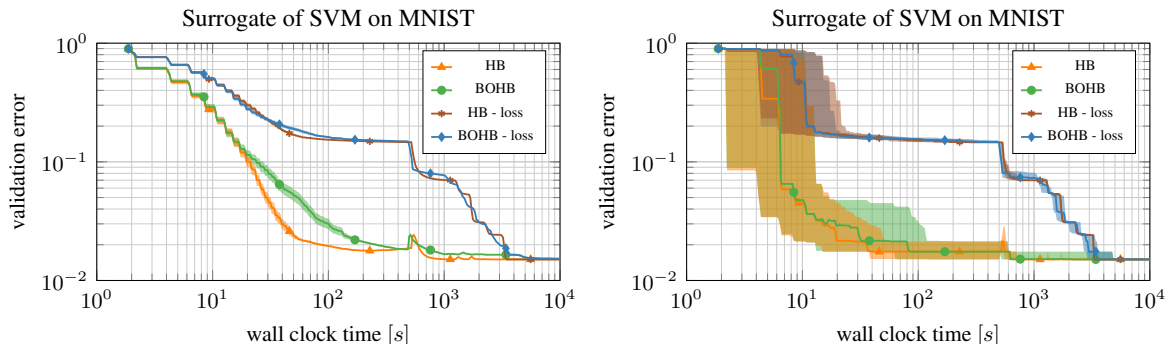 Surrogate of SVM on MNIST
10^0
10^-1
10^-2
validation error
HB
BOHB
HB - loss
BOHB - loss
10^0 10^1 10^2 10^3 10^4
wall clock time [s]
Surrogate of SVM on MNIST
10^0
10^-1
10^-2
validation error
HB
BOHB
HB - loss
BOHB - loss
10^0 10^1 10^2 10^3 10^4
wall clock time [s]